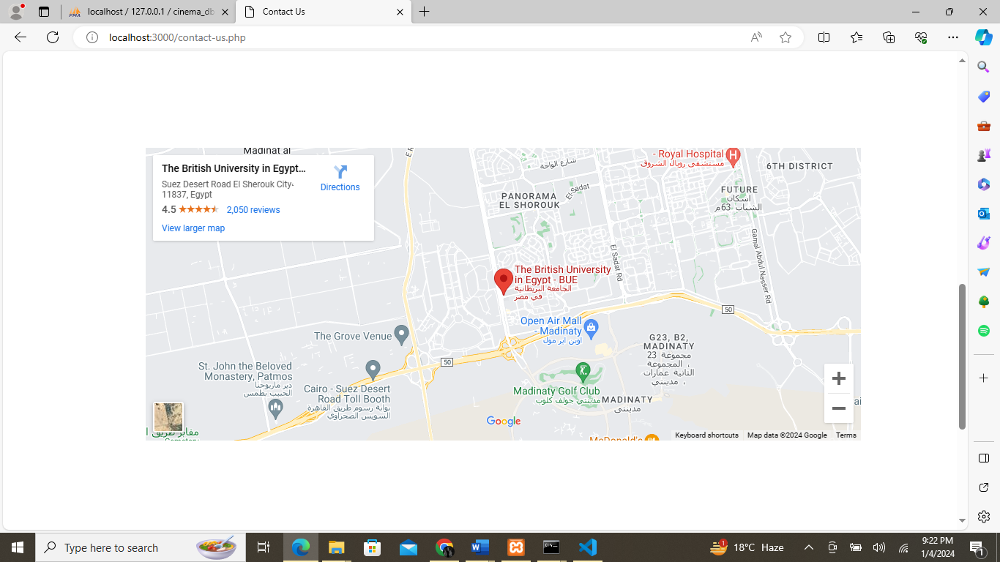 localhost / 127.0.0.1 / cinema_db
Contact Us
localhost:3000/contact-us.php
Madinat al
The British University in Egypt…
Suez Desert Road El Sherouk City،
11837, Egypt
4.5
2,050 reviews
View larger map
Directions
شارع الواحة
El-Sadat
PANORAMA
EL SHOROUK
- Royal Hospital
مستشفى رويال الشروق
6TH DISTRICT
FUTURE
اسكان
الشباب 63م
El Sadat Rd
Gamal Abdul Nasser Rd
The British University
in Egypt - BUE
الجامعة البريطانية
في مصر
50
Open Air Mall
- Madinaty
اوبن اير مول
The Grove Venue
G23, B2,
MADINATY
مجموعة 23
، المجموعة
الثانية عمارات
، مدينتي
50
St. John the Beloved
Monastery, Patmos
دير ماريوحنا
الحبيب بطمس
Cairo - Suez Desert
Road Toll Booth
بوابة رسوم طريق القاهرة
السويس الصحراوي
Madinaty Golf Club
مدينتي جولف كلوب
MADINATY
مدينتى
Google
McDonald's
Keyboard shortcuts
Map data ©2024 Google
Terms
Type here to search
18°C Haze
9:22 PM
1/4/2024